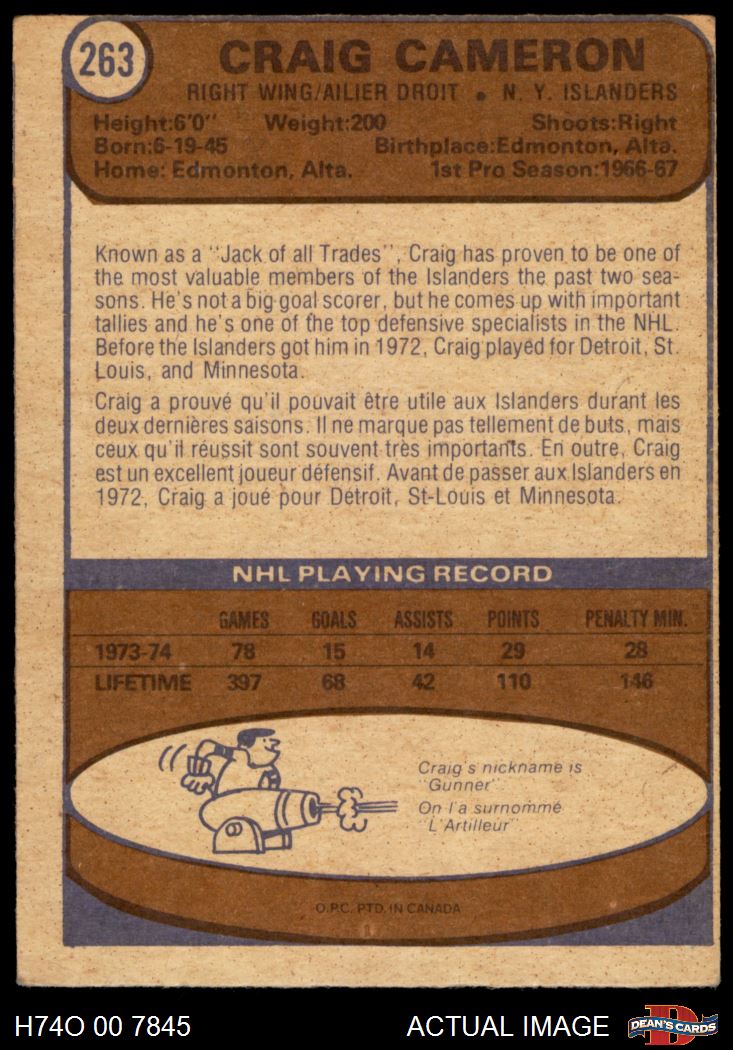 263
CRAIG CAMERON
RIGHT WING/AILIER DROIT • N. Y. ISLANDERS
Height:6'0" Weight:200 Shoots:Right
Born:6-19-45 Birthplace:Edmonton, Alta.
Home: Edmonton, Alta. 1st Pro Season:1966-67
Known as a "Jack of all Trades", Craig has proven to be one of
the most valuable members of the Islanders the past two sea-
sons. He's not a big goal scorer, but he comes up with important
tallies and he's one of the top defensive specialists in the NHL.
Before the Islanders got him in 1972, Craig played for Detroit, St.
Louis, and Minnesota.
Craig a prouvé qu'il pouvait être utile aux Islanders durant les
deux dernières saisons. Il ne marque pas tellement de buts, mais
ceux qu'il réussit sont souvent très importants. En outre, Craig
est un excellent joueur défensif. Avant de passer aux Islanders en
1972, Craig a joué pour Détroit, St-Louis et Minnesota.
NHL PLAYING RECORD
GAMES GOALS ASSISTS POINTS PENALTY MIN.
1973-74 78 15 14 29 28
LIFETIME 397 68 42 110 146
Craig's nickname is
"Gunner"
On l'a surnommé
"L'Artilleur"
O.P.C. PTD. IN CANADA
H74O 00 7845 ACTUAL IMAGE
D
DEAN'S CARDS